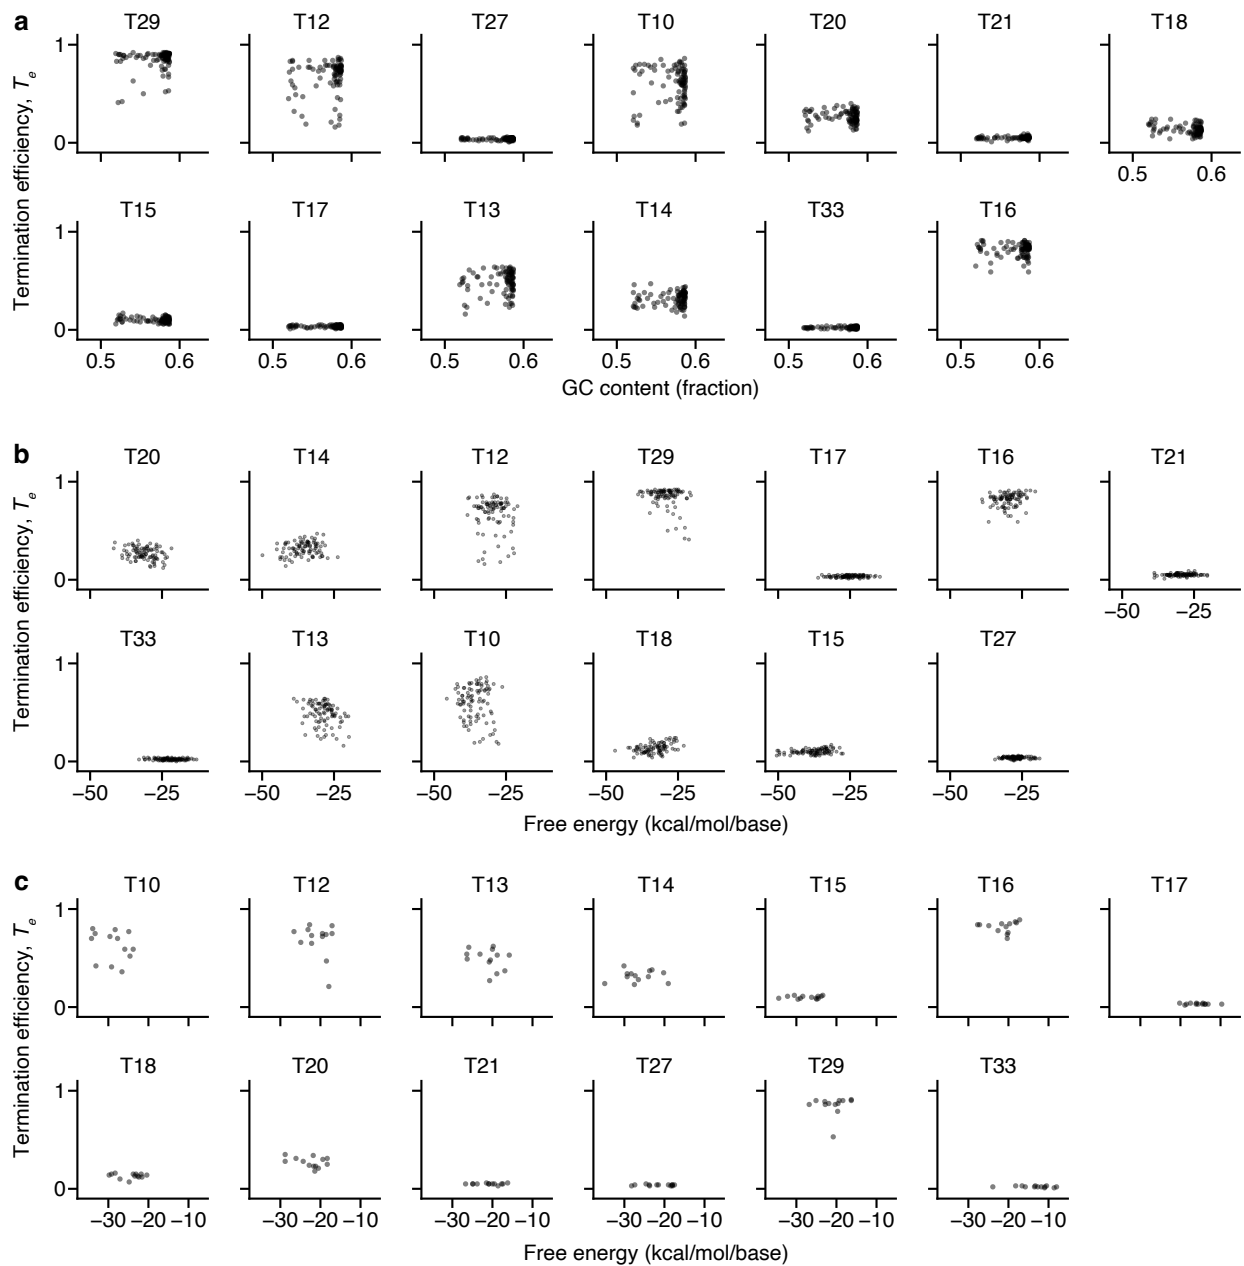 a
T29 T12 T27 T10 T20 T21 T18
Termination efficiency, Te
1
0
0.5 0.6
T15 T17 T13 T14 T33 T16
1
0
0.5 0.6 0.5 0.6 0.5 0.6 0.5 0.6 0.5 0.6 0.5 0.6
GC content (fraction)
b
T20 T14 T12 T29 T17 T16 T21
Termination efficiency, Te
1
0
−50 −25
T33 T13 T10 T18 T15 T27
1
0
−50 −25 −50 −25 −50 −25 −50 −25 −50 −25 −50 −25
Free energy (kcal/mol/base)
c
T10 T12 T13 T14 T15 T16 T17
Termination efficiency, Te
1
0
T18 T20 T21 T27 T29 T33
1
0
−30 −20 −10 −30 −20 −10 −30 −20 −10 −30 −20 −10 −30 −20 −10 −30 −20 −10
Free energy (kcal/mol/base)